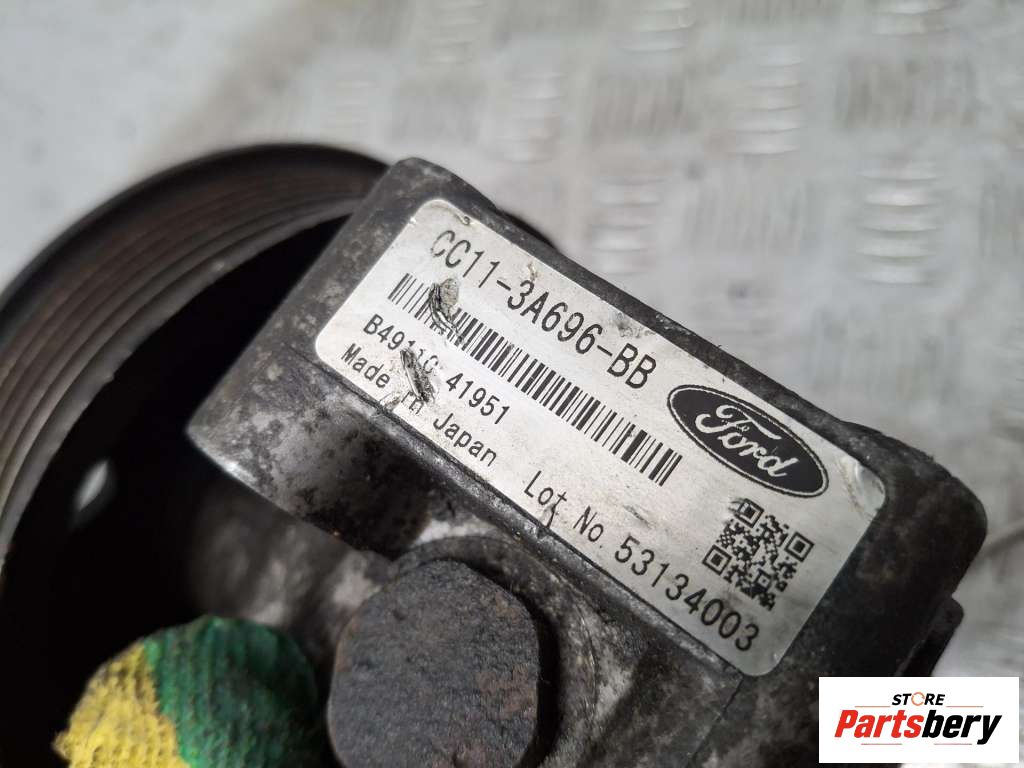 CC11-3A696-BB
B49110 41951
Made in Japan Lot No. 53134003
Ford
STORE
Partsbery